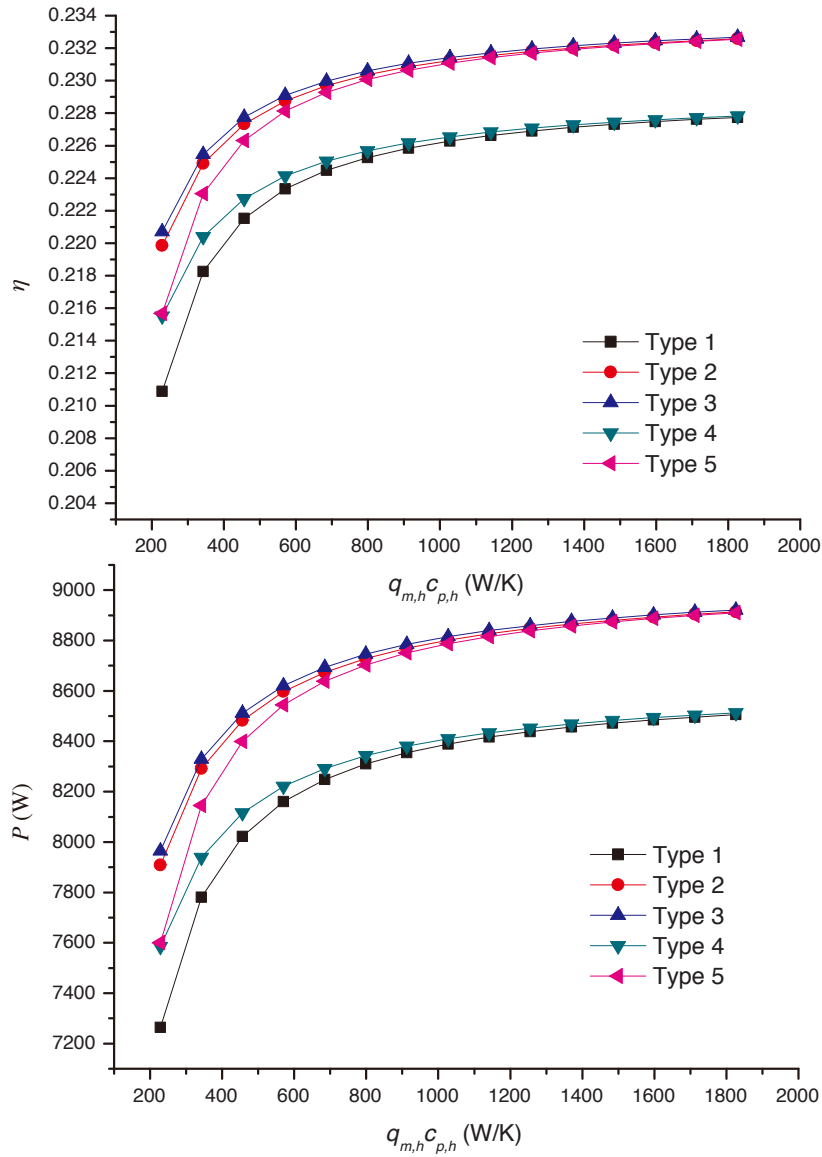 0.234
0.232
0.230
0.228
0.226
0.224
0.222
0.220
0.218
0.216
0.214
0.212
0.210
0.208
0.206
0.204
η
Type 1
Type 2
Type 3
Type 4
Type 5
200 400 600 800 1000 1200 1400 1600 1800 2000
q_{m,h}c_{p,h} (W/K)
9000
8800
8600
8400
8200
8000
7800
7600
7400
7200
P (W)
Type 1
Type 2
Type 3
Type 4
Type 5
200 400 600 800 1000 1200 1400 1600 1800 2000
q_{m,h}c_{p,h} (W/K)